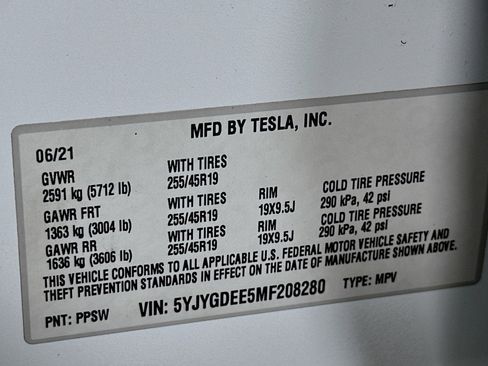 MFD BY TESLA, INC.
06/21
GVWR WITH TIRES
2591 kg (5712 lb) 255/45R19
GAWR FRT WITH TIRES RIM COLD TIRE PRESSURE
1363 kg (3004 lb) 255/45R19 19X9.5J 290 kPa, 42 psi
GAWR RR WITH TIRES RIM COLD TIRE PRESSURE
1636 kg (3606 lb) 255/45R19 19X9.5J 290 kPa, 42 psi
THIS VEHICLE CONFORMS TO ALL APPLICABLE U.S. FEDERAL MOTOR VEHICLE SAFETY AND
THEFT PREVENTION STANDARDS IN EFFECT ON THE DATE OF MANUFACTURE SHOWN ABOVE.
PNT: PPSW VIN: 5YJYGDEE5MF208280 TYPE: MPV